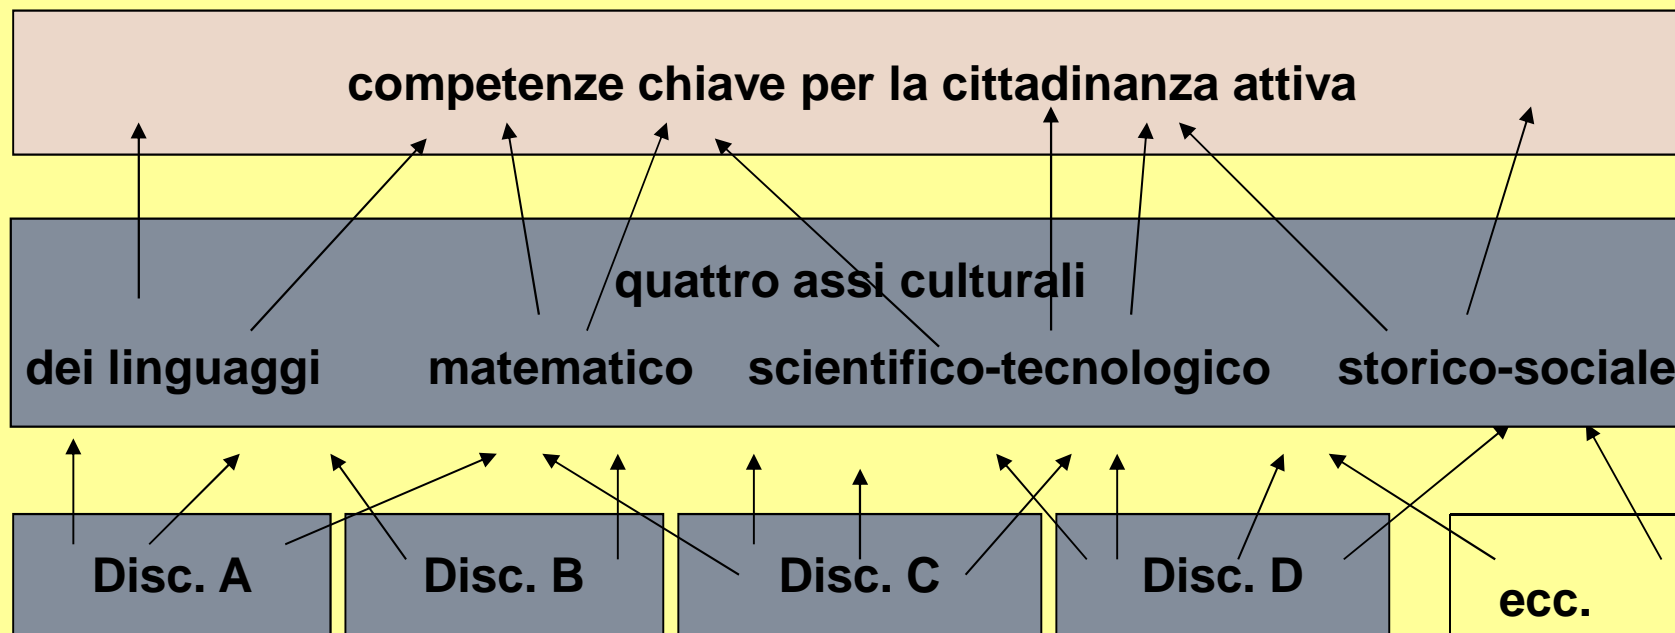 competenze chiave per la cittadinanza attiva
quattro assi culturali
dei linguaggi matematico scientifico-tecnologico storico-sociale
Disc. A Disc. B Disc. C Disc. D ecc.